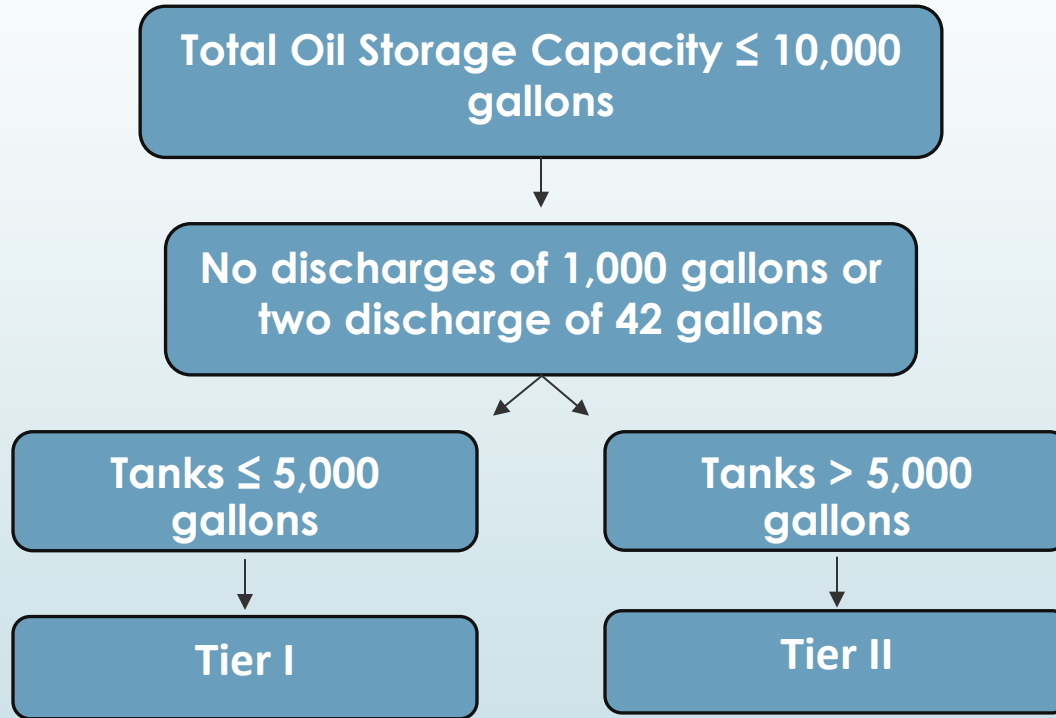 Total Oil Storage Capacity ≤ 10,000
gallons
No discharges of 1,000 gallons or
two discharge of 42 gallons
Tanks ≤ 5,000
gallons
Tanks > 5,000
gallons
Tier I
Tier II